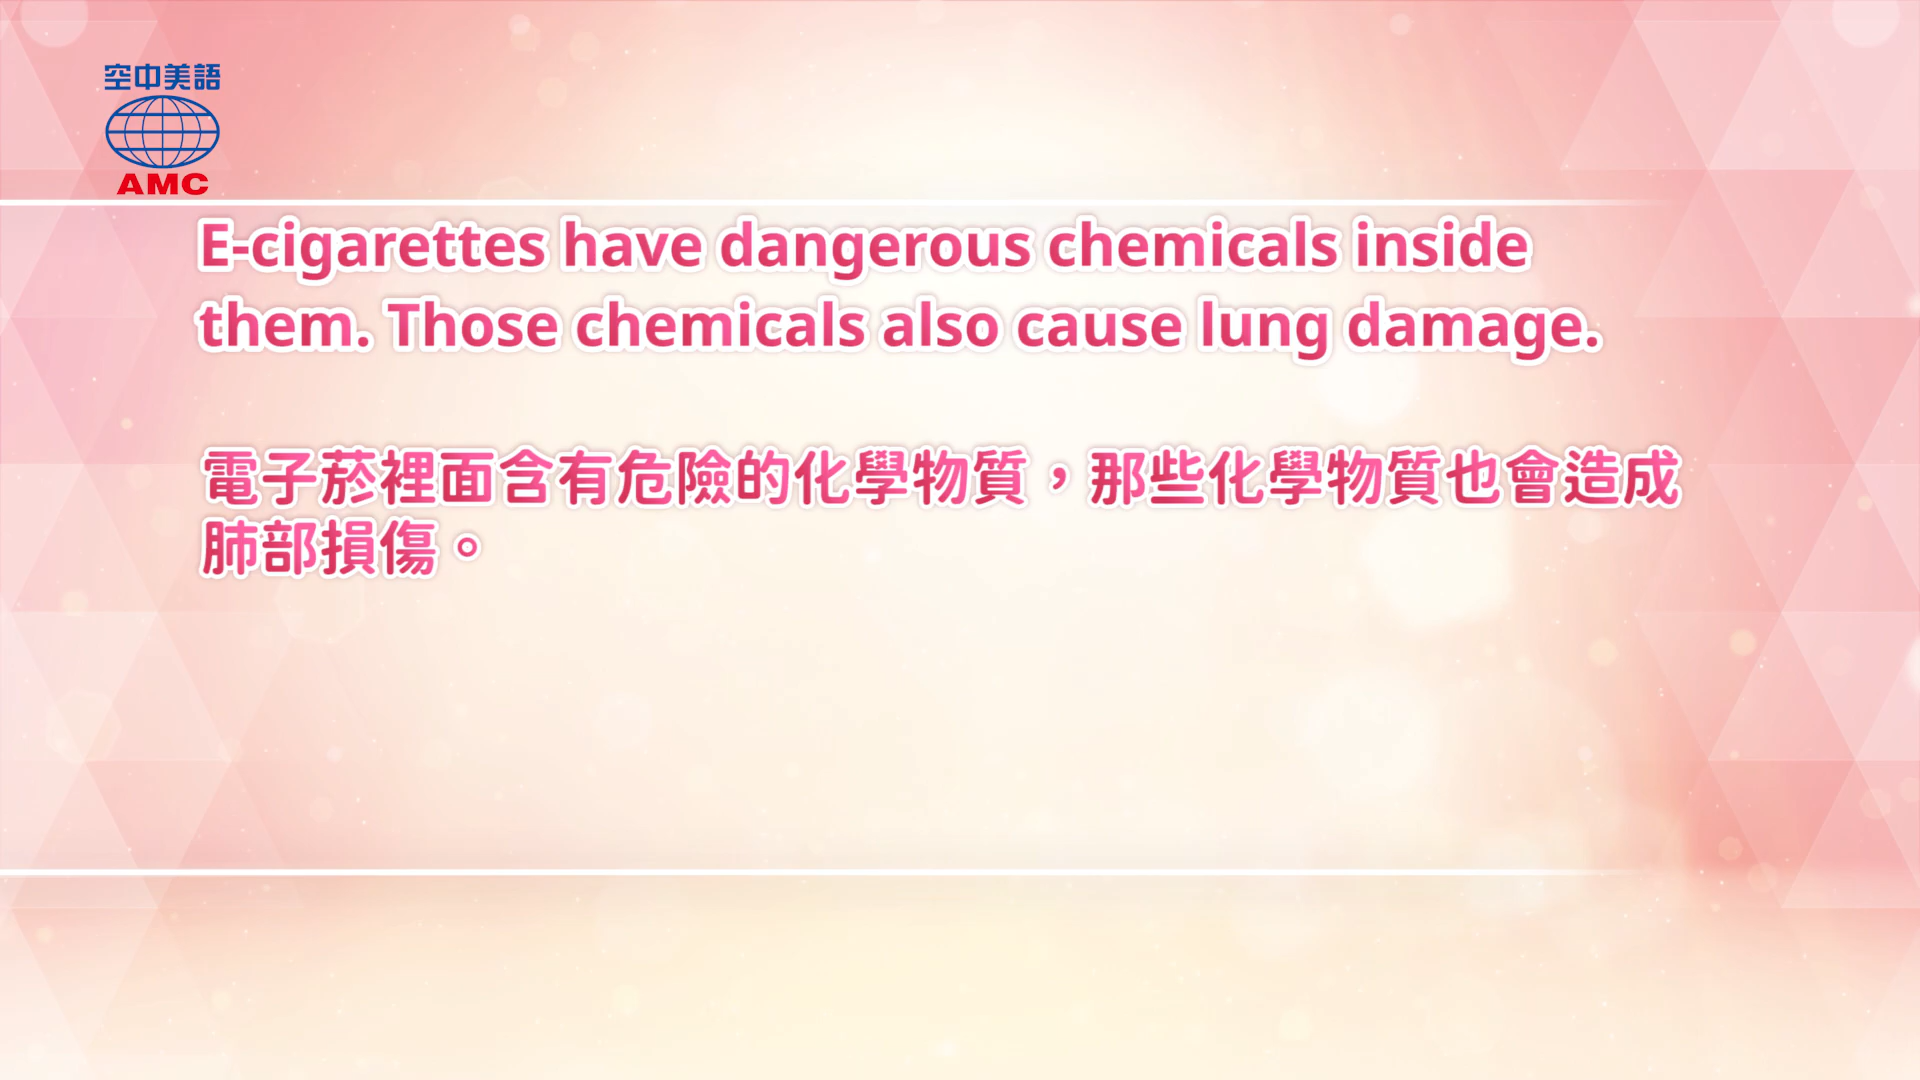 空中美語
AMC
E-cigarettes have dangerous chemicals inside
them. Those chemicals also cause lung damage.
電子菸裡面含有危險的化學物質，那些化學物質也會造成
肺部損傷。